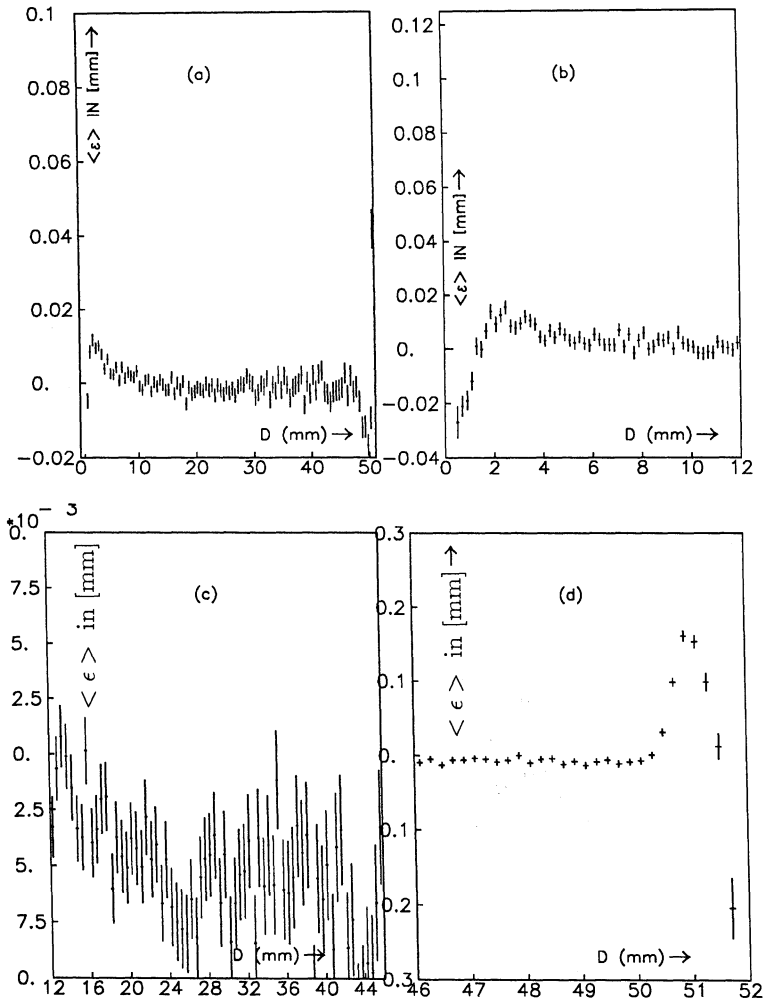 0.1
0.08
0.06
0.04
0.02
0.
−0.02
<ε> IN [mm] →
(a)
D (mm) →
0 10 20 30 40 50
0.12
0.1
0.08
0.06
0.04
0.02
0.
−0.02
−0.04
<ε> IN [mm] →
(b)
D (mm) →
0 2 4 6 8 10 12
*10 − 3
0.
7.5
5.
2.5
0.
2.5
5.
7.5
0.
< ϵ > in [mm]
(c)
D (mm) →
12 16 20 24 28 32 36 40 44
0.3
0.2
0.1
0.
0.1
0.2
0.3
< ϵ > in [mm] →
(d)
D (mm) →
46 47 48 49 50 51 52